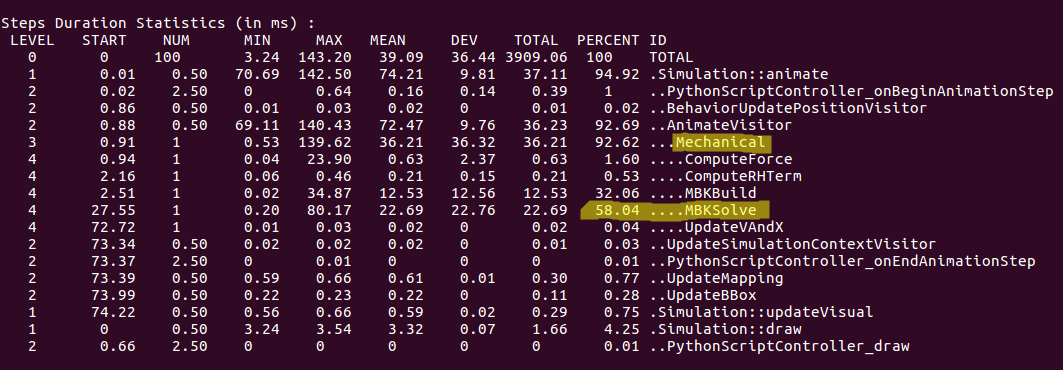 Steps Duration Statistics (in ms) :
LEVEL START NUM MIN MAX MEAN DEV TOTAL PERCENT ID
0 0 100 3.24 143.20 39.09 36.44 3909.06 100 TOTAL
1 0.01 0.50 70.69 142.50 74.21 9.81 37.11 94.92 .Simulation::animate
2 0.02 2.50 0 0.64 0.16 0.14 0.39 1 ..PythonScriptController_onBeginAnimationStep
2 0.86 0.50 0.01 0.03 0.02 0 0.01 0.02 ..BehaviorUpdatePositionVisitor
2 0.88 0.50 69.11 140.43 72.47 9.76 36.23 92.69 ..AnimateVisitor
3 0.91 1 0.53 139.62 36.21 36.32 36.21 92.62 ...Mechanical
4 0.94 1 0.04 23.90 0.63 2.37 0.63 1.60 ....ComputeForce
4 2.16 1 0.06 0.46 0.21 0.15 0.21 0.53 ....ComputeRHTerm
4 2.51 1 0.02 34.87 12.53 12.56 12.53 32.06 ....MBKBuild
4 27.55 1 0.20 80.17 22.69 22.76 22.69 58.04 ....MBKSolve
4 72.72 1 0.01 0.03 0.02 0 0.02 0.04 ....UpdateVAndX
2 73.34 0.50 0.02 0.02 0.02 0 0.01 0.03 ..UpdateSimulationContextVisitor
2 73.37 2.50 0 0.01 0 0 0 0.01 ..PythonScriptController_onEndAnimationStep
2 73.39 0.50 0.59 0.66 0.61 0.01 0.30 0.77 ..UpdateMapping
2 73.99 0.50 0.22 0.23 0.22 0 0.11 0.28 ..UpdateBBox
1 74.22 0.50 0.56 0.66 0.59 0.02 0.29 0.75 .Simulation::updateVisual
1 0 0.50 3.24 3.54 3.32 0.07 1.66 4.25 .Simulation::draw
2 0.66 2.50 0 0 0 0 0 0.01 ..PythonScriptController_draw